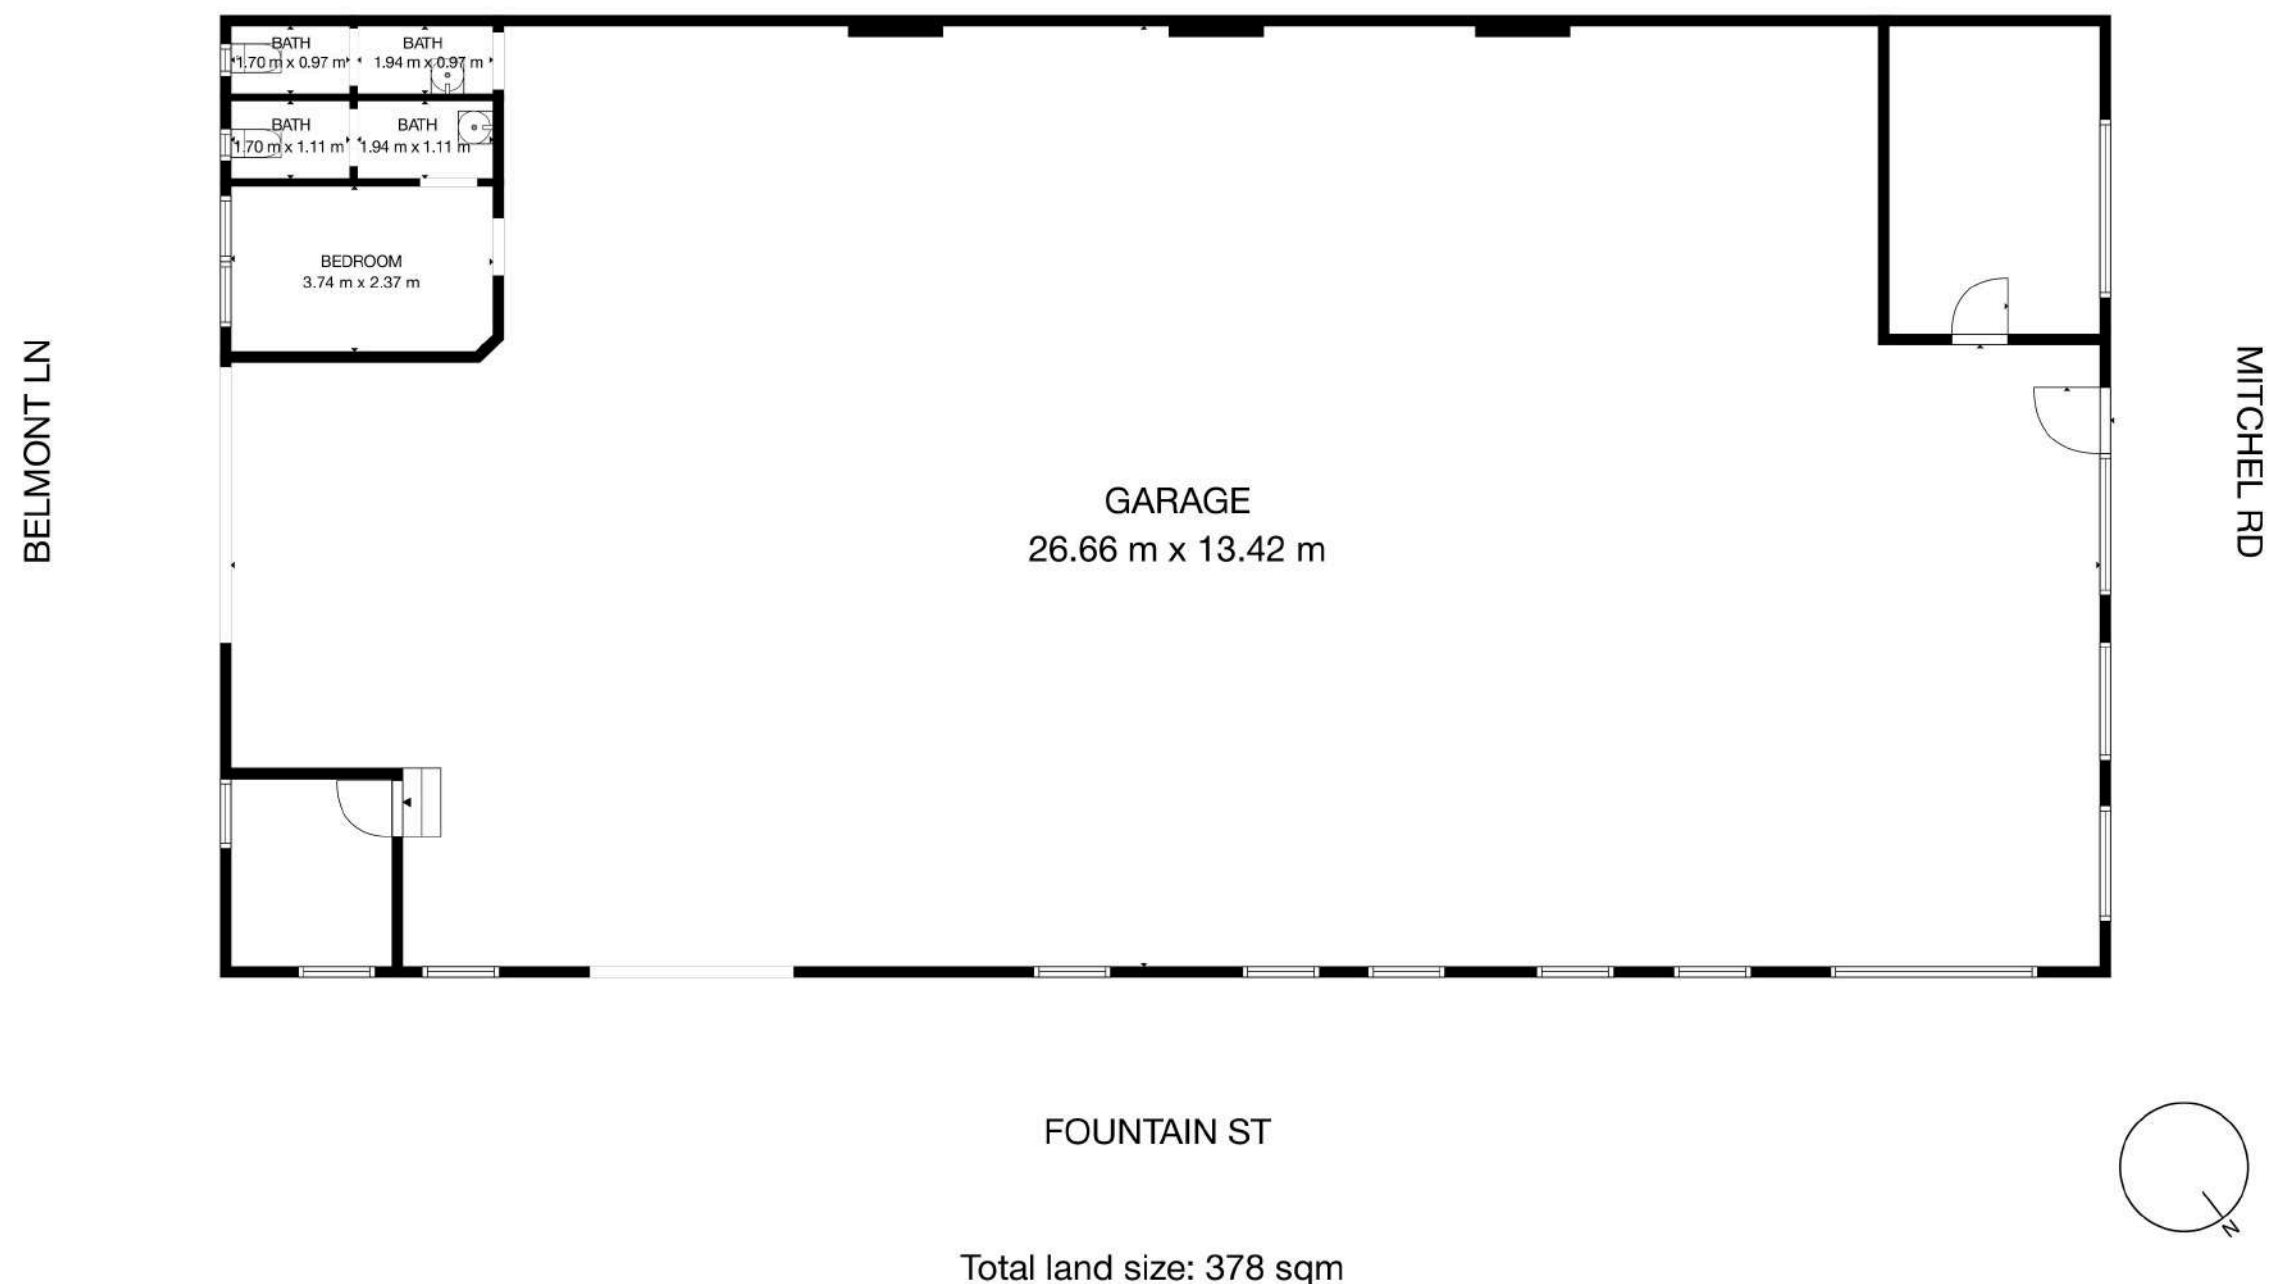 BATH
1.70 m x 0.97 m
BATH
1.94 m x 0.97 m
BATH
1.70 m x 1.11 m
BATH
1.94 m x 1.11 m
BEDROOM
3.74 m x 2.37 m
BELMONT LN
GARAGE
26.66 m x 13.42 m
MITCHEL RD
FOUNTAIN ST
N
Total land size: 378 sqm